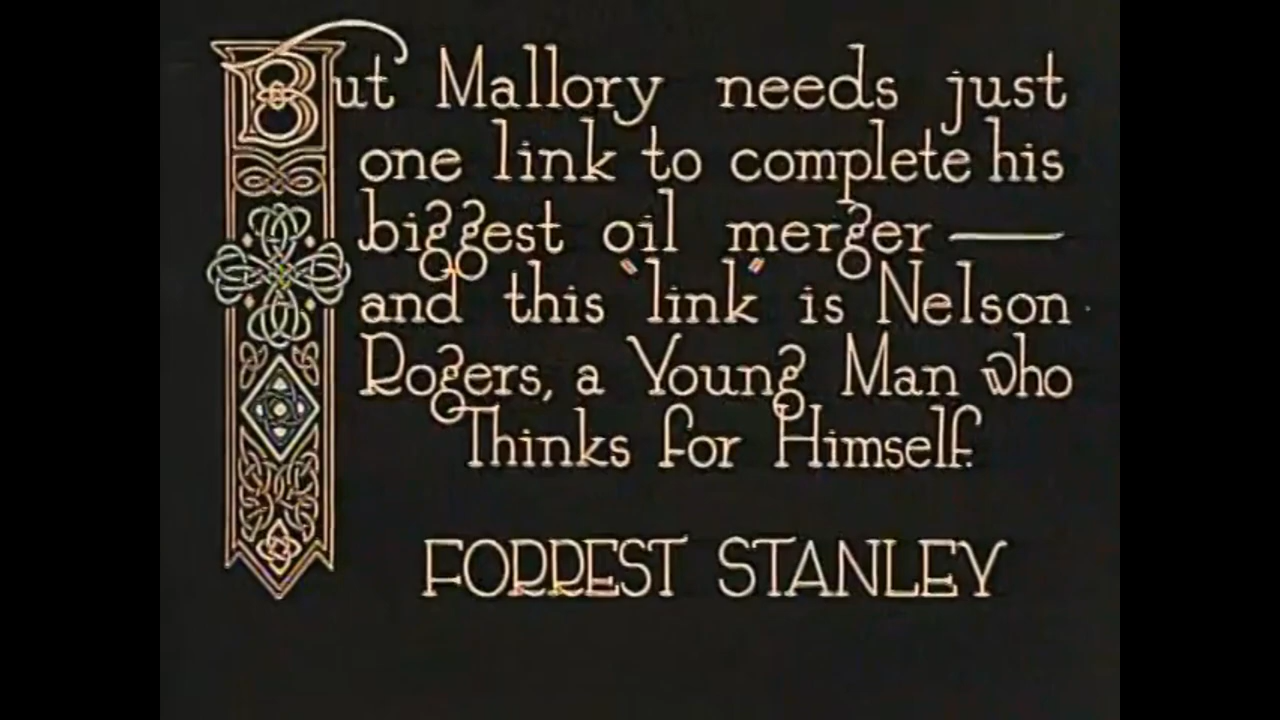 But Mallory needs just
one link to complete his
biggest oil merger —
and this "link" is Nelson
Rogers, a Young Man who
Thinks for Himself.
FORREST STANLEY